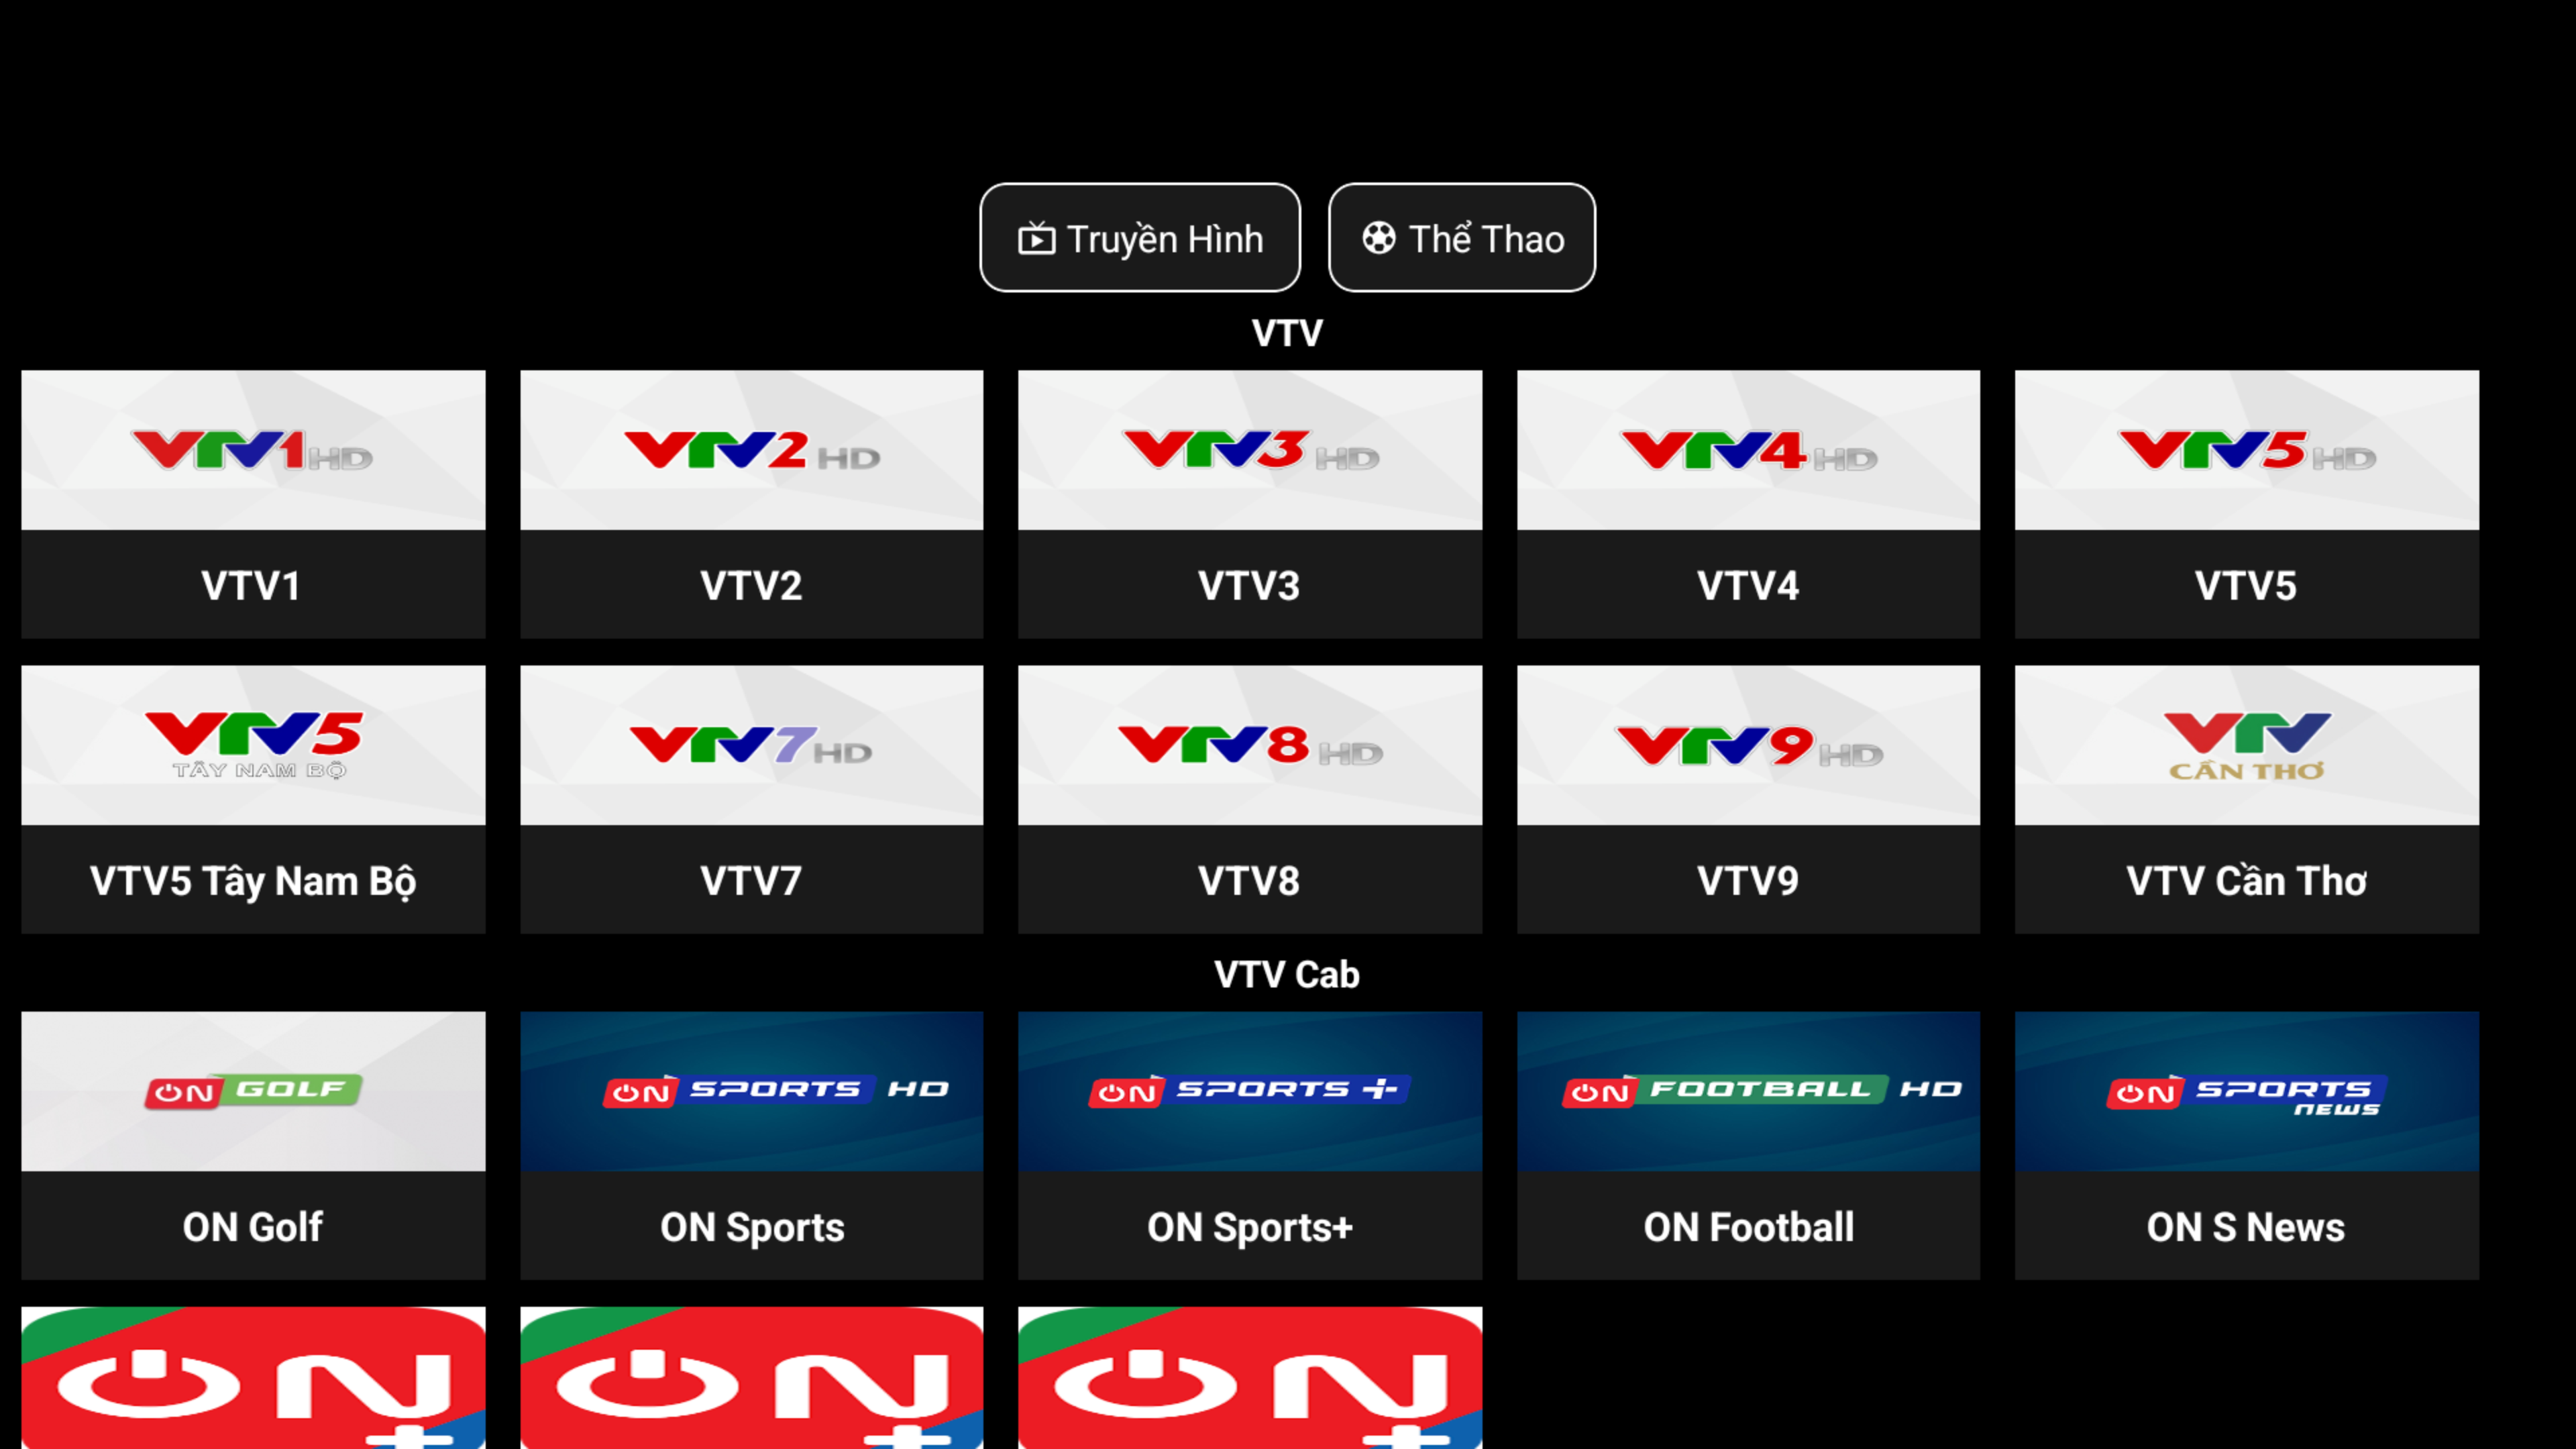 Truyền Hình
Thể Thao
VTV
VTV1 HD
VTV2 HD
VTV3 HD
VTV4 HD
VTV5 HD
VTV1
VTV2
VTV3
VTV4
VTV5
VTV5
TÂY NAM BỘ
VTV7 HD
VTV8 HD
VTV9 HD
VTV
CẦN THƠ
VTV5 Tây Nam Bộ
VTV7
VTV8
VTV9
VTV Cần Thơ
VTV Cab
ON GOLF
ON SPORTS HD
ON SPORTS +
ON FOOTBALL HD
ON SPORTS
NEWS
ON Golf
ON Sports
ON Sports+
ON Football
ON S News
ON+
ON+
ON+